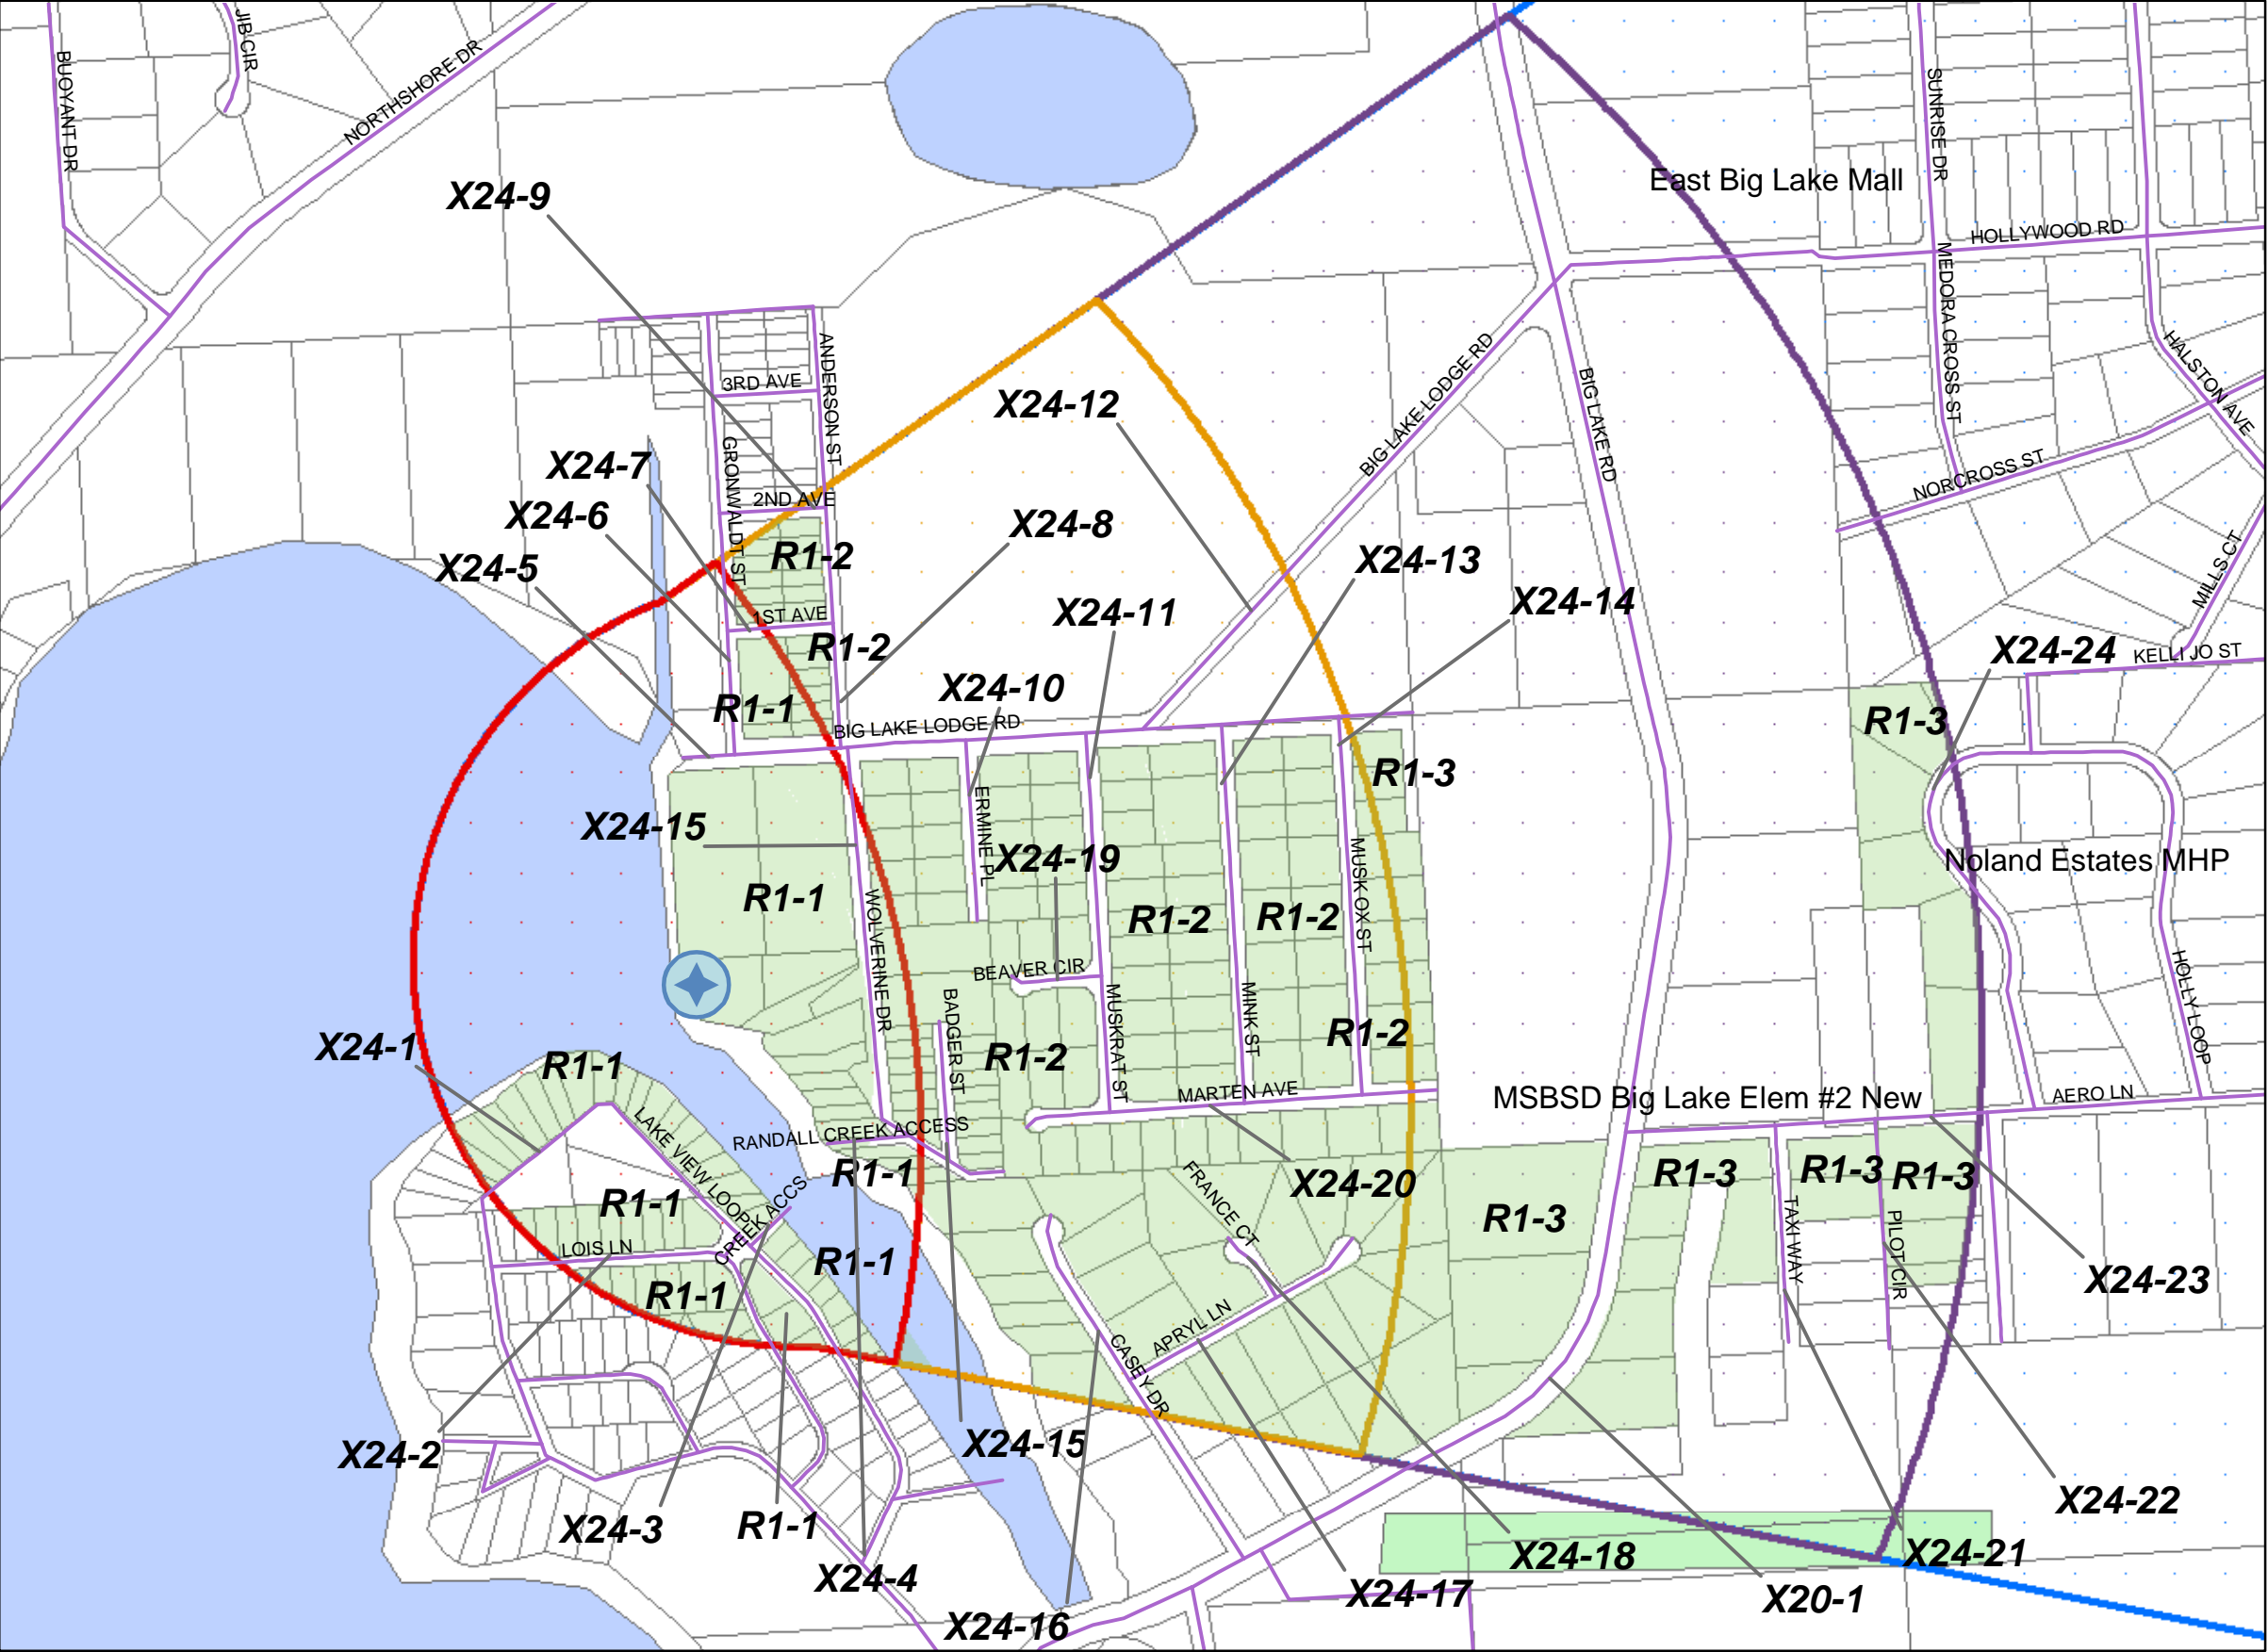 JIB CIR
BUOYANT DR
NORTHSHORE DR
SUNRISE DR
East Big Lake Mall
X24-9
HOLLYWOOD RD
MEDORA CROSS ST
HALSTON AVE
ANDERSON ST
3RD AVE
BIG LAKE LODGE RD
BIG LAKE RD
X24-12
GRONWALDT ST
X24-7
NORCROSS ST
2ND AVE
X24-6
X24-8
R1-2
X24-5
X24-13
MILLS CT
X24-14
X24-11
1ST AVE
R1-2
X24-24
KELLI JO ST
X24-10
R1-1
BIG LAKE LODGE RD
R1-3
R1-3
X24-15
ERMINE PL
X24-19
MUSK OX ST
Noland Estates MHP
R1-1
R1-2
R1-2
WOLVERINE DR
BEAVER CIR
HOLLY LOOP
BADGER ST
MUSKRAT ST
MINK ST
R1-2
X24-1
R1-2
R1-1
MARTEN AVE
MSBSD Big Lake Elem #2 New
AERO LN
LAKE VIEW LOOP
RANDALL CREEK ACCESS
R1-1
R1-3
R1-3
R1-3
X24-20
FRANCE CT
R1-1
CREEK ACCS
R1-3
TAXI WAY
PILOT CIR
LOIS LN
R1-1
X24-23
R1-1
APRYL LN
CASEY DR
X24-2
X24-15
X24-22
X24-3
R1-1
X24-18
X24-21
X24-4
X24-17
X20-1
X24-16